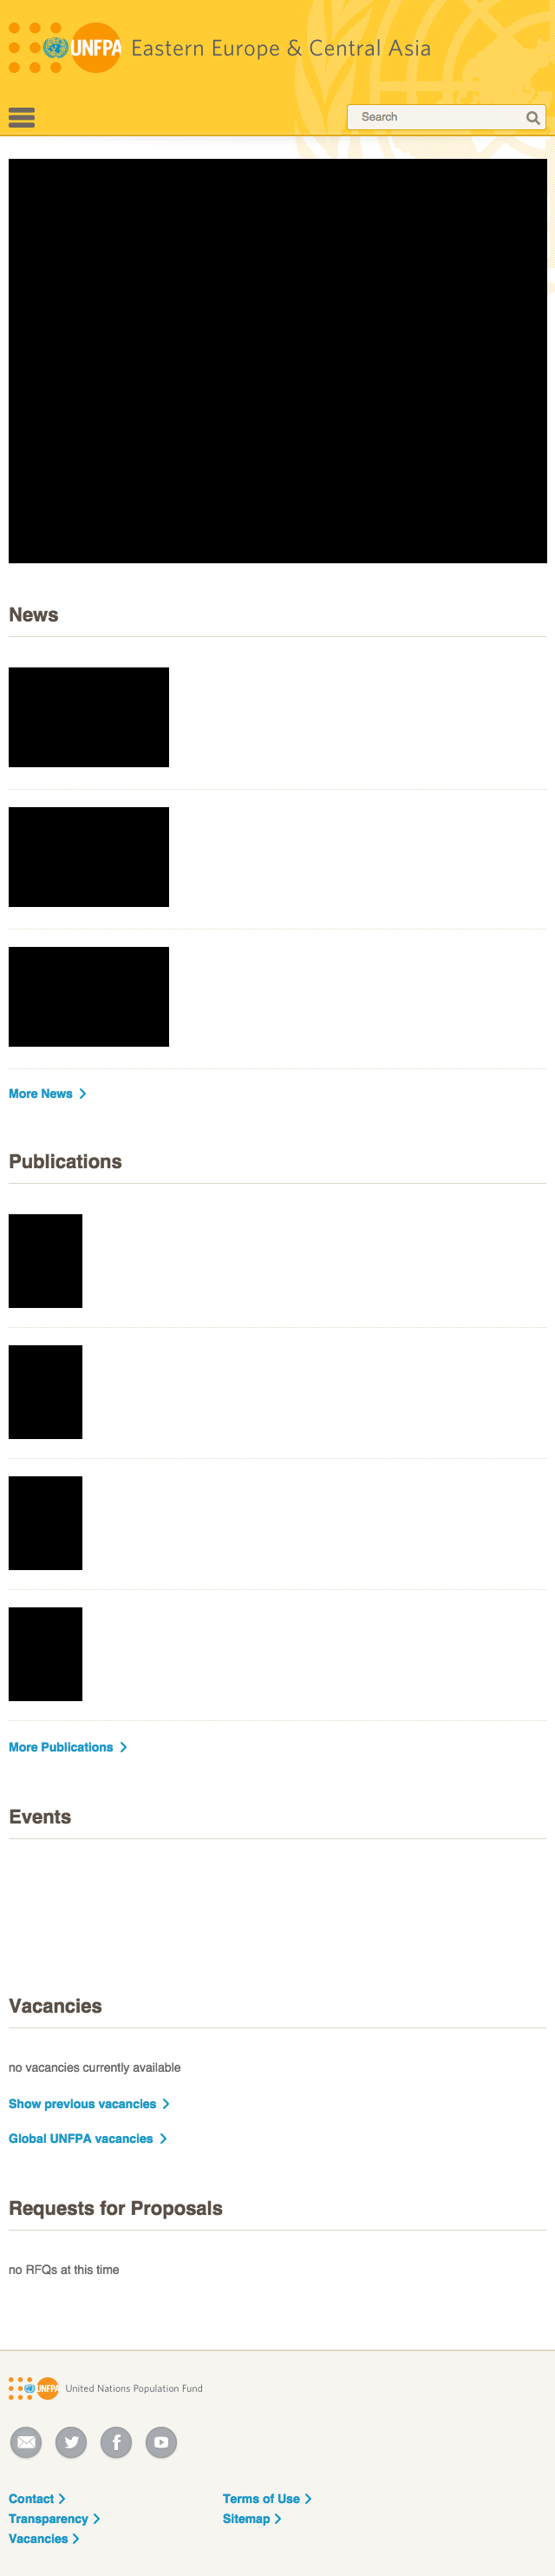 UNFPA Eastern Europe & Central Asia
Search
News
More News
Publications
More Publications
Events
Vacancies
no vacancies currently available
Show previous vacancies
Global UNFPA vacancies
Requests for Proposals
no RFQs at this time
UNFPA United Nations Population Fund
Contact Terms of Use
Transparency Sitemap
Vacancies